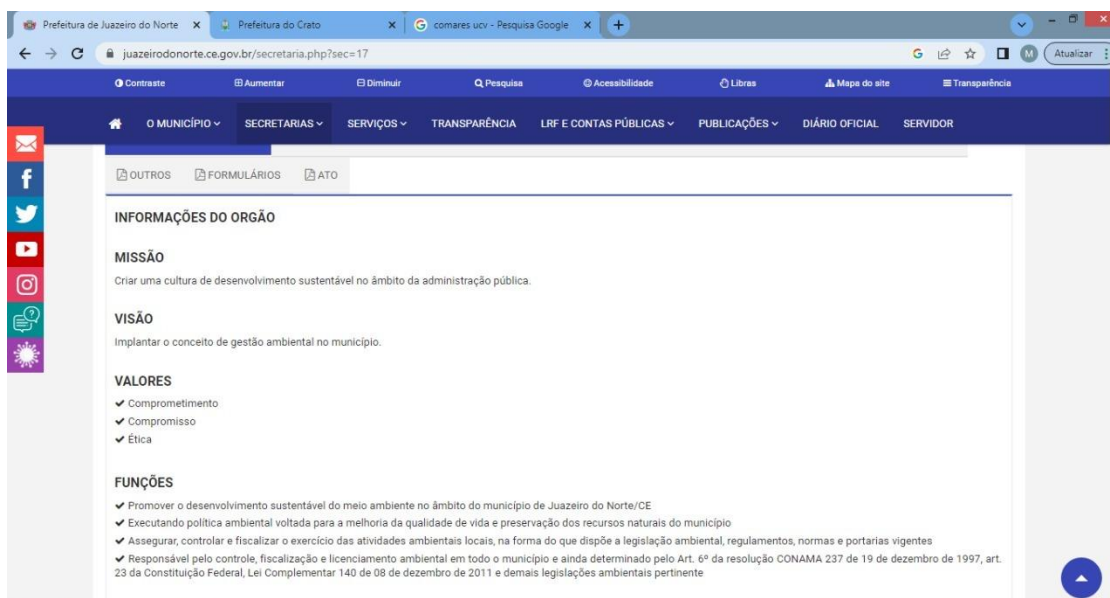 Prefeitura de Juazeiro do Norte
Prefeitura do Crato
comares ucv - Pesquisa Google
juazeirodonorte.ce.gov.br/secretaria.php?sec=17
M
Atualizar
Contraste
Aumentar
Diminuir
Pesquisa
Acessibilidade
Libras
Mapa do site
Transparência
O MUNICÍPIO
SECRETARIAS
SERVIÇOS
TRANSPARÊNCIA
LRF E CONTAS PÚBLICAS
PUBLICAÇÕES
DIÁRIO OFICIAL
SERVIDOR
OUTROS
FORMULÁRIOS
ATO
INFORMAÇÕES DO ORGÃO
MISSÃO
Criar uma cultura de desenvolvimento sustentável no âmbito da administração pública.
VISÃO
Implantar o conceito de gestão ambiental no município.
VALORES
Comprometimento
Compromisso
Ética
FUNÇÕES
Promover o desenvolvimento sustentável do meio ambiente no âmbito do município de Juazeiro do Norte/CE
Executando política ambiental voltada para a melhoria da qualidade de vida e preservação dos recursos naturais do município
Assegurar, controlar e fiscalizar o exercício das atividades ambientais locais, na forma do que dispõe a legislação ambiental, regulamentos, normas e portarias vigentes
Responsável pelo controle, fiscalização e licenciamento ambiental em todo o município e ainda determinado pelo Art. 6º da resolução CONAMA 237 de 19 de dezembro de 1997, art.
23 da Constituição Federal, Lei Complementar 140 de 08 de dezembro de 2011 e demais legislações ambientais pertinente